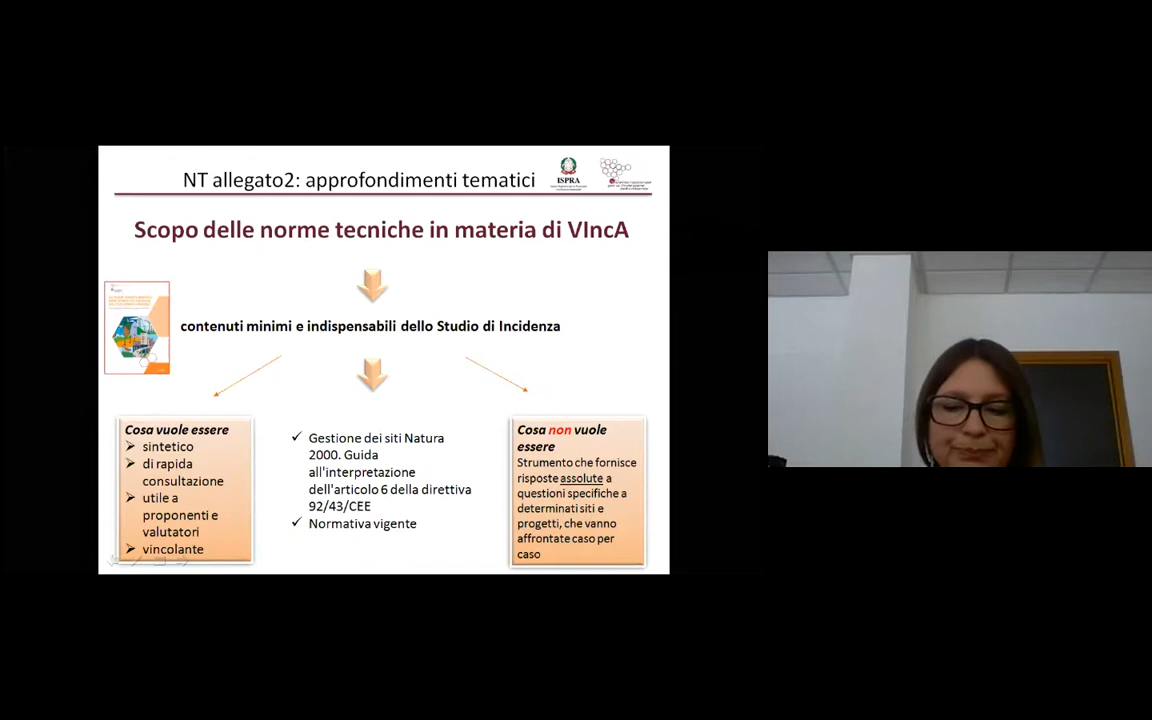 NT allegato2: approfondimenti tematici
ISPRA
Scopo delle norme tecniche in materia di VIncA
contenuti minimi e indispensabili dello Studio di Incidenza
Cosa vuole essere
sintetico
di rapida
consultazione
utile a
proponenti e
valutatori
vincolante
Gestione dei siti Natura
2000. Guida
all'interpretazione
dell'articolo 6 della direttiva
92/43/CEE
Normativa vigente
Cosa non vuole
essere
Strumento che fornisce
risposte assolute a
questioni specifiche a
determinati siti e
progetti, che vanno
affrontate caso per
caso